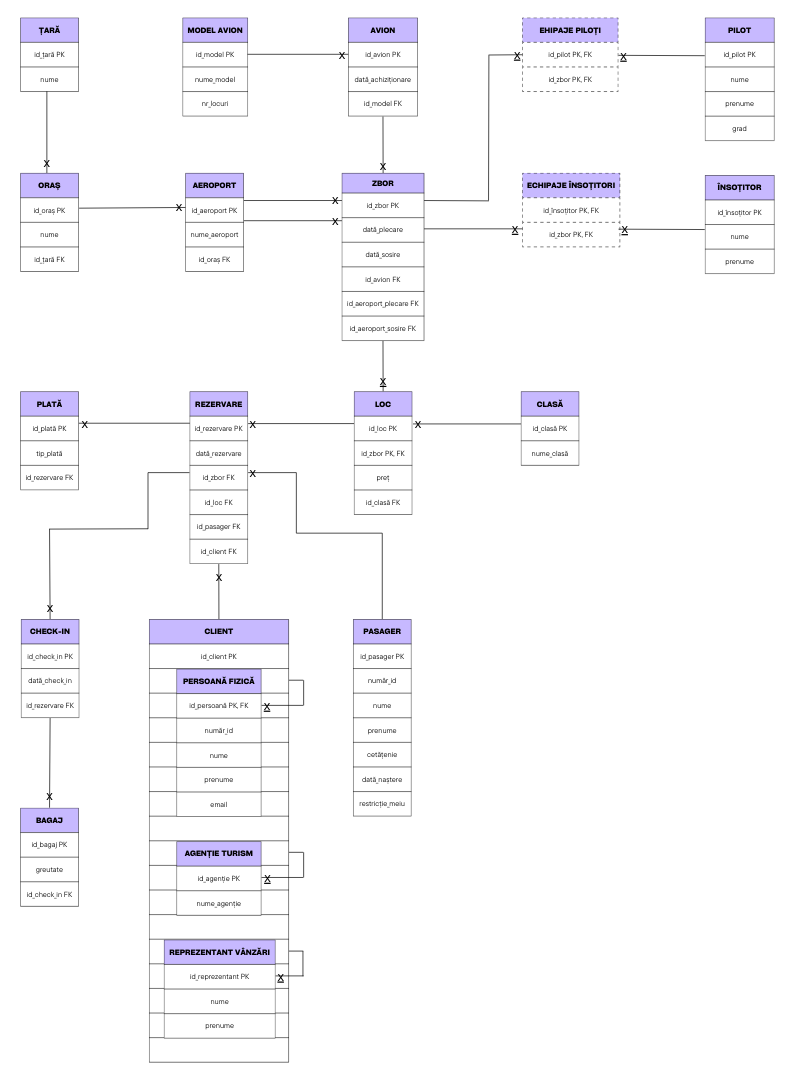 ȚARĂ
id_țară PK
nume
MODEL AVION
id_model PK
nume_model
nr_locuri
AVION
id_avion PK
dată_achiziționare
id_model FK
EHIPAJE PILOȚI
id_pilot PK, FK
id_zbor PK, FK
PILOT
id_pilot PK
nume
prenume
grad
ORAȘ
id_oraș PK
nume
id_țară FK
AEROPORT
id_aeroport PK
nume_aeroport
id_oraș FK
ZBOR
id_zbor PK
dată_plecare
dată_sosire
id_avion FK
id_aeroport_plecare FK
id_aeroport_sosire FK
ECHIPAJE ÎNSOȚITORI
id_însoțitor PK, FK
id_zbor PK, FK
ÎNSOȚITOR
id_însoțitor PK
nume
prenume
PLATĂ
id_plată PK
tip_plată
id_rezervare FK
REZERVARE
id_rezervare PK
dată_rezervare
id_zbor FK
id_loc FK
id_pasager FK
id_client FK
LOC
id_loc PK
id_zbor PK, FK
preț
id_clasă FK
CLASĂ
id_clasă PK
nume_clasă
CHECK-IN
id_check_in PK
dată_check_in
id_rezervare FK
CLIENT
id_client PK
PERSOANĂ FIZICĂ
id_persoană PK, FK
număr_id
nume
prenume
email
AGENȚIE TURISM
id_agenție PK
nume_agenție
REPREZENTANT VÂNZĂRI
id_reprezentant PK
nume
prenume
PASAGER
id_pasager PK
număr_id
nume
prenume
cetățenie
dată_naștere
restricție_meiu
BAGAJ
id_bagaj PK
greutate
id_check_in FK